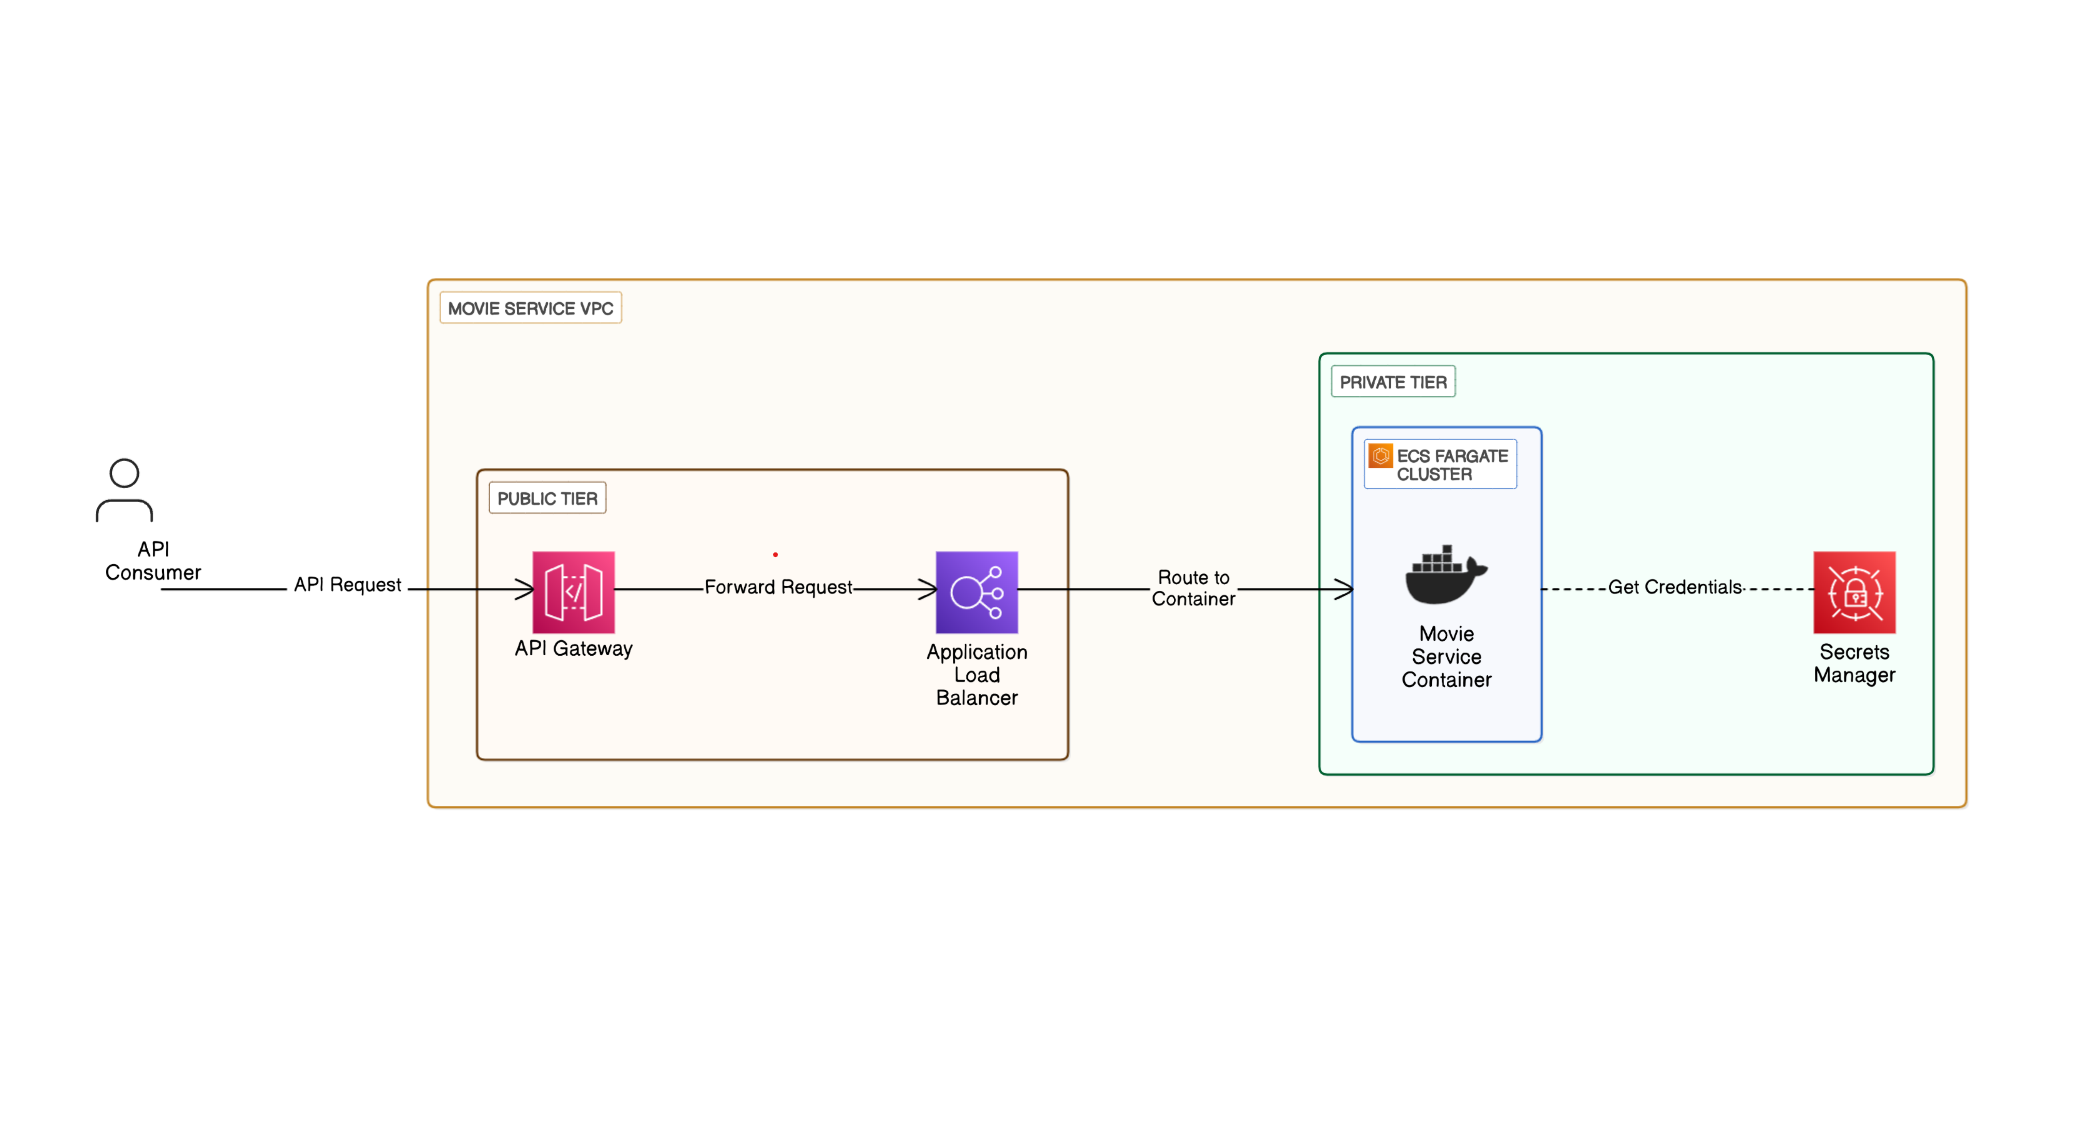 MOVIE SERVICE VPC
PRIVATE TIER
ECS FARGATE
CLUSTER
PUBLIC TIER
API
Consumer
API Request
API Gateway
Forward Request
Application
Load
Balancer
Route to
Container
Movie
Service
Container
Get Credentials
Secrets
Manager